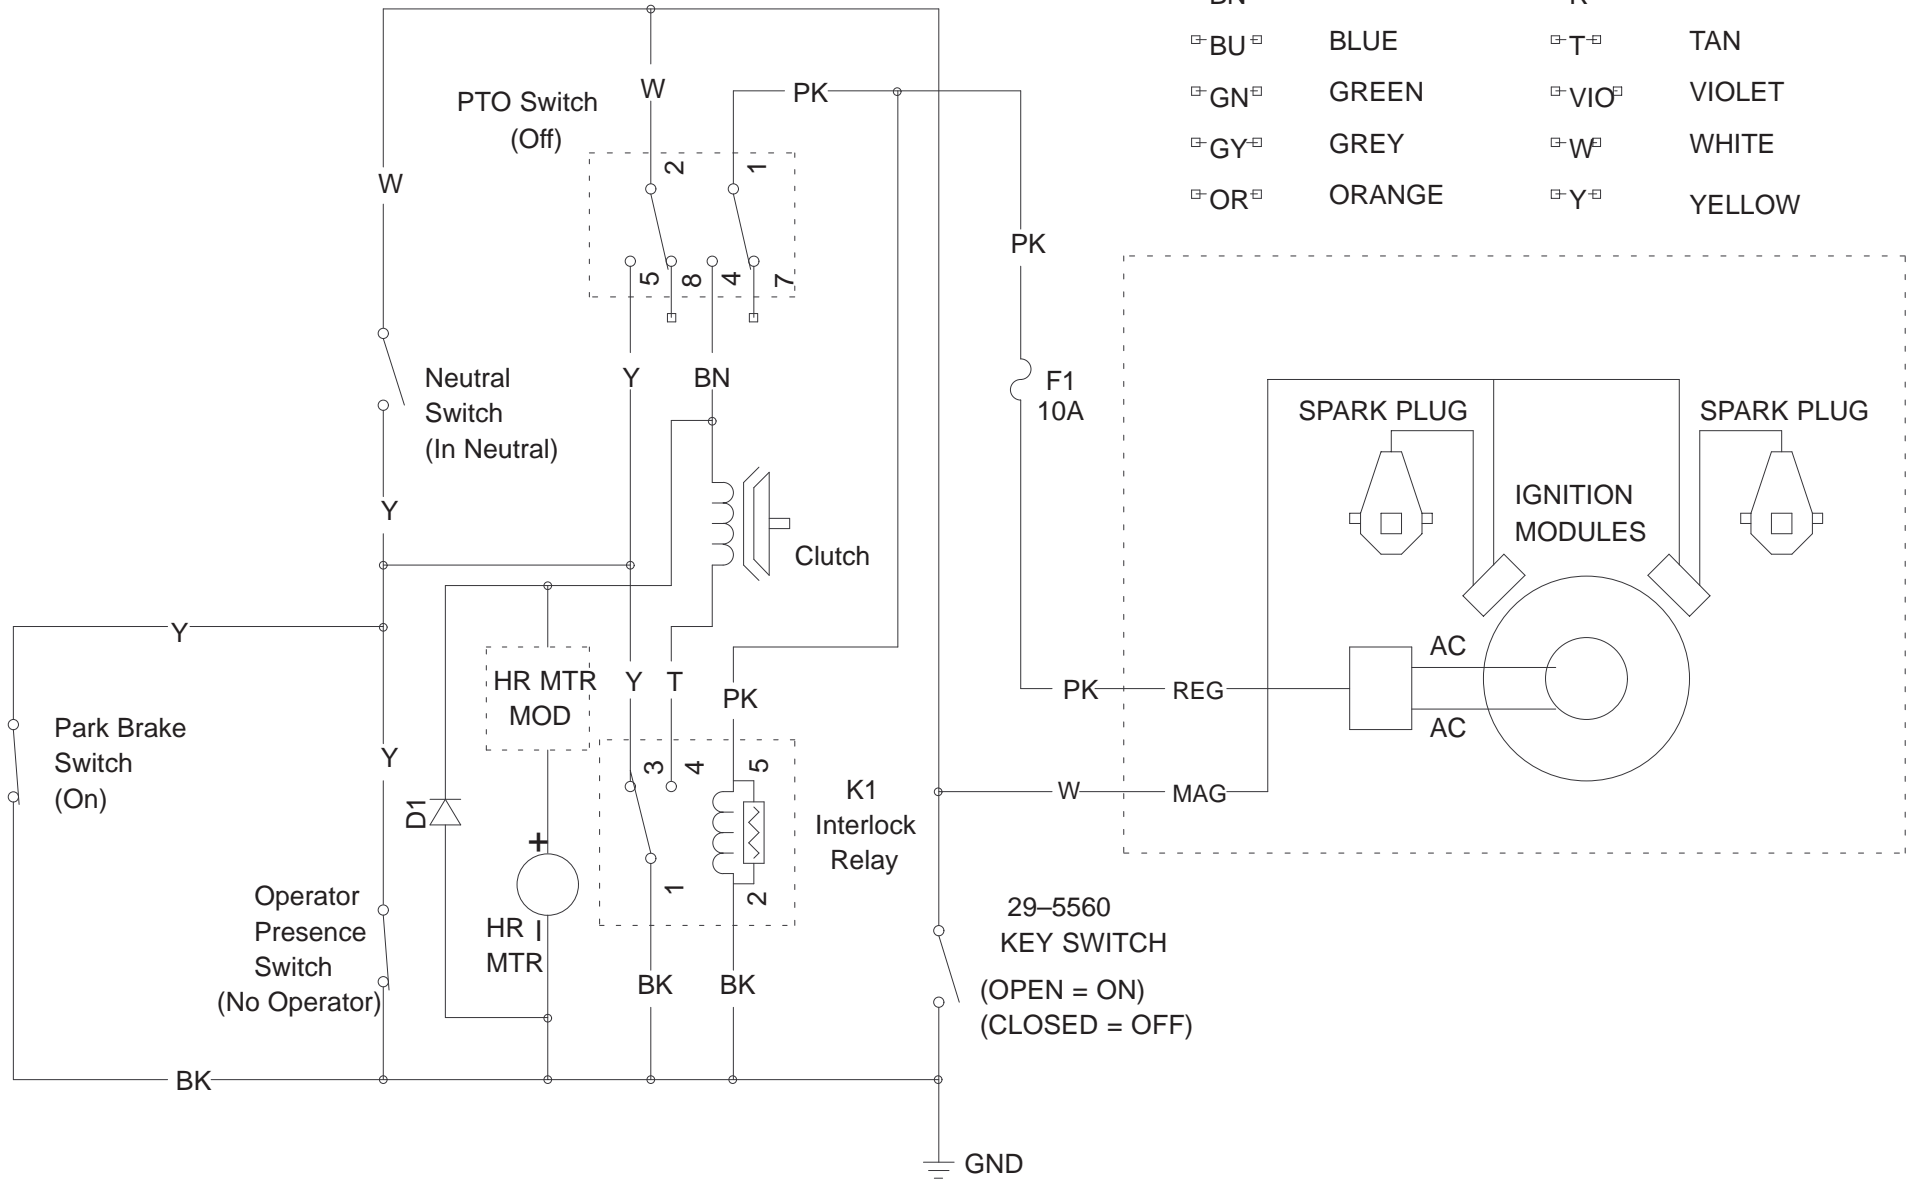 BU BLUE T TAN
GN GREEN VIO VIOLET
GY GREY W WHITE
OR ORANGE Y YELLOW
W
PK
PTO Switch
(Off)
2
1
W
5
8
4
7
PK
Neutral
Switch
(In Neutral)
Y
BN
F1
10A
SPARK PLUG
SPARK PLUG
IGNITION
MODULES
Y
Clutch
Y
AC
AC
HR MTR
MOD
Y
T
PK
PK
REG
Park Brake
Switch
(On)
Y
3
4
5
W
MAG
D1
+
K1
Interlock
Relay
1
2
Operator
Presence
Switch
(No Operator)
HR
MTR
29–5560
KEY SWITCH
(OPEN = ON)
(CLOSED = OFF)
BK
BK
BK
GND